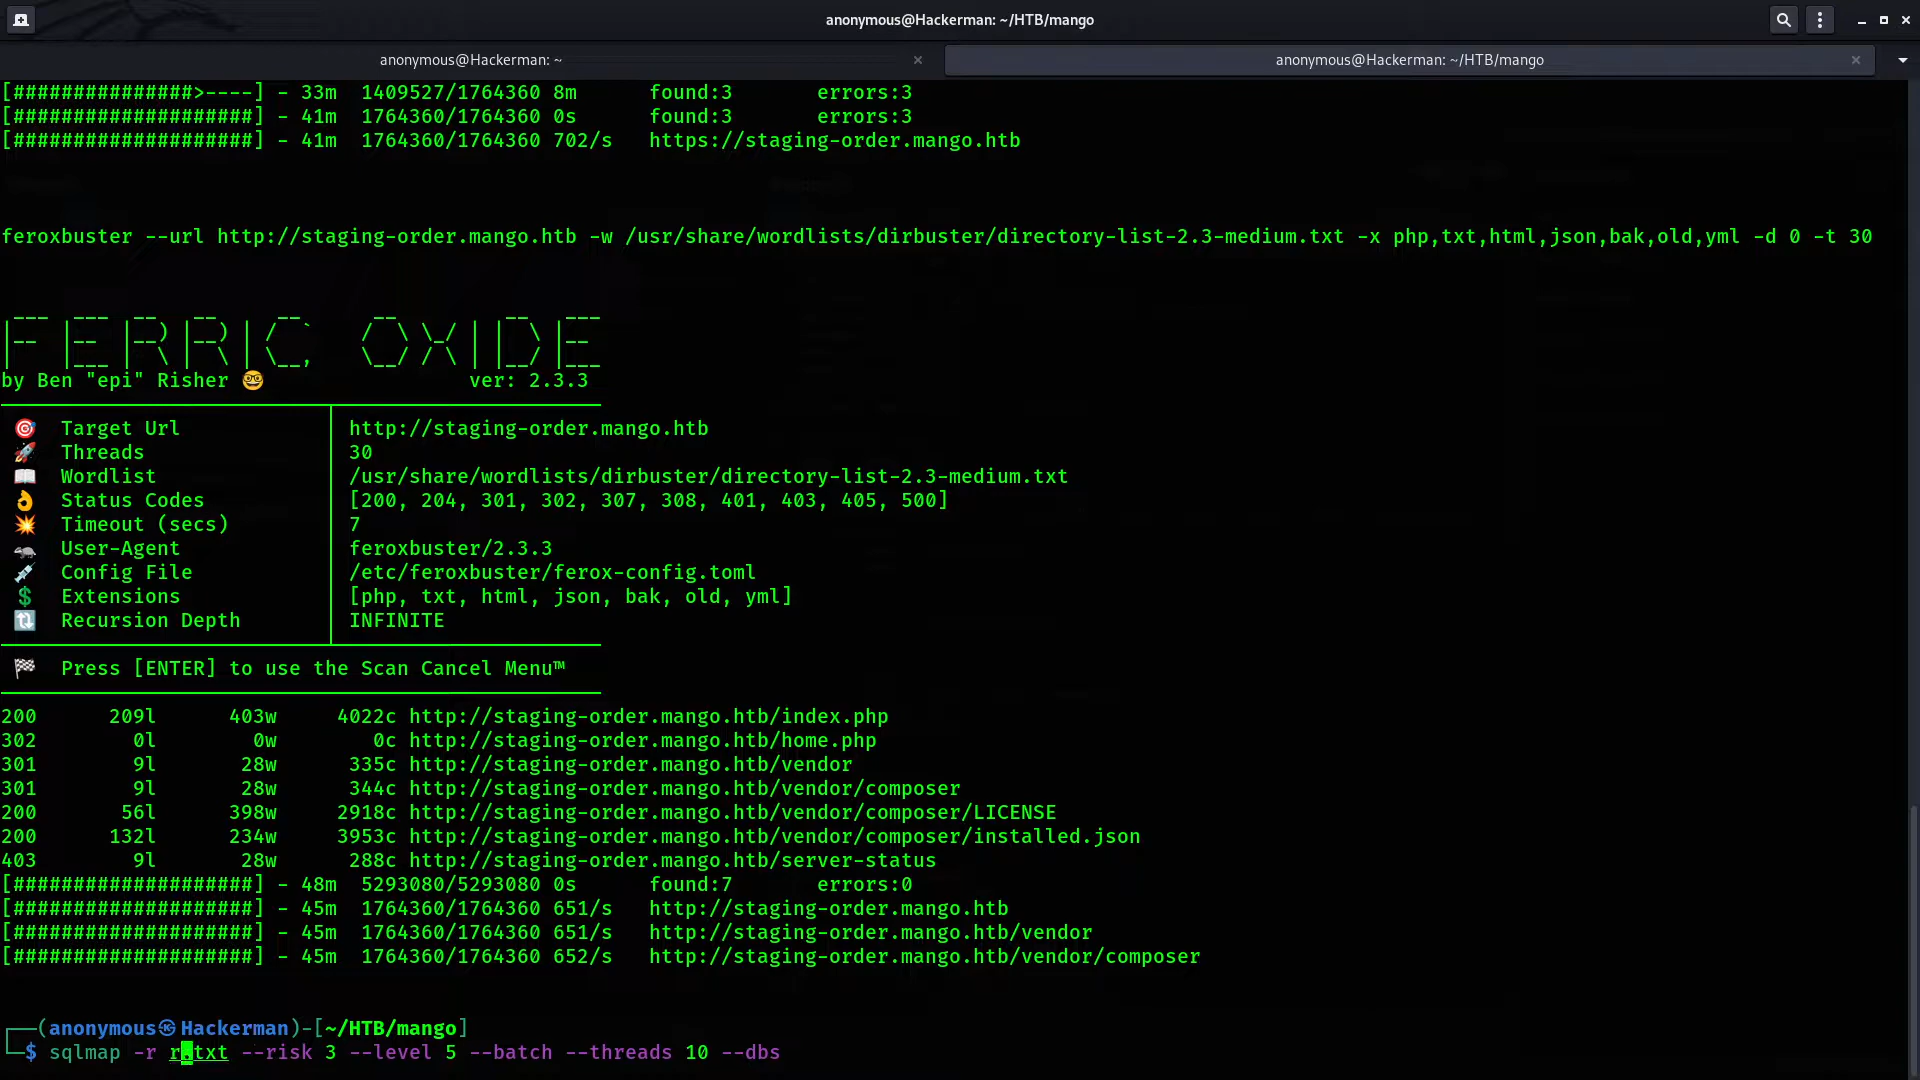 anonymous@Hackerman: ~/HTB/mango
anonymous@Hackerman: ~
anonymous@Hackerman: ~/HTB/mango
[###############>----] - 33m  1409527/1764360 8m      found:3       errors:3
[####################] - 41m  1764360/1764360 0s      found:3       errors:3
[####################] - 41m  1764360/1764360 702/s   https://staging-order.mango.htb
feroxbuster --url http://staging-order.mango.htb -w /usr/share/wordlists/dirbuster/directory-list-2.3-medium.txt -x php,txt,html,json,bak,old,yml -d 0 -t 30
FERRIC OXIDE
by Ben "epi" Risher 🤓                 ver: 2.3.3
🎯  Target Url            │ http://staging-order.mango.htb
🚀  Threads               │ 30
📖  Wordlist              │ /usr/share/wordlists/dirbuster/directory-list-2.3-medium.txt
👌  Status Codes          │ [200, 204, 301, 302, 307, 308, 401, 403, 405, 500]
💥  Timeout (secs)        │ 7
🦡  User-Agent            │ feroxbuster/2.3.3
💉  Config File           │ /etc/feroxbuster/ferox-config.toml
💲  Extensions            │ [php, txt, html, json, bak, old, yml]
🔃  Recursion Depth       │ INFINITE
🏁  Press [ENTER] to use the Scan Cancel Menu™
200      209l      403w     4022c http://staging-order.mango.htb/index.php
302        0l        0w        0c http://staging-order.mango.htb/home.php
301        9l       28w      335c http://staging-order.mango.htb/vendor
301        9l       28w      344c http://staging-order.mango.htb/vendor/composer
200       56l      398w     2918c http://staging-order.mango.htb/vendor/composer/LICENSE
200      132l      234w     3953c http://staging-order.mango.htb/vendor/composer/installed.json
403        9l       28w      288c http://staging-order.mango.htb/server-status
[####################] - 48m  5293080/5293080 0s      found:7       errors:0
[####################] - 45m  1764360/1764360 651/s   http://staging-order.mango.htb
[####################] - 45m  1764360/1764360 651/s   http://staging-order.mango.htb/vendor
[####################] - 45m  1764360/1764360 652/s   http://staging-order.mango.htb/vendor/composer
┌──(anonymous㉿Hackerman)-[~/HTB/mango]
└─$ sqlmap -r r.txt --risk 3 --level 5 --batch --threads 10 --dbs